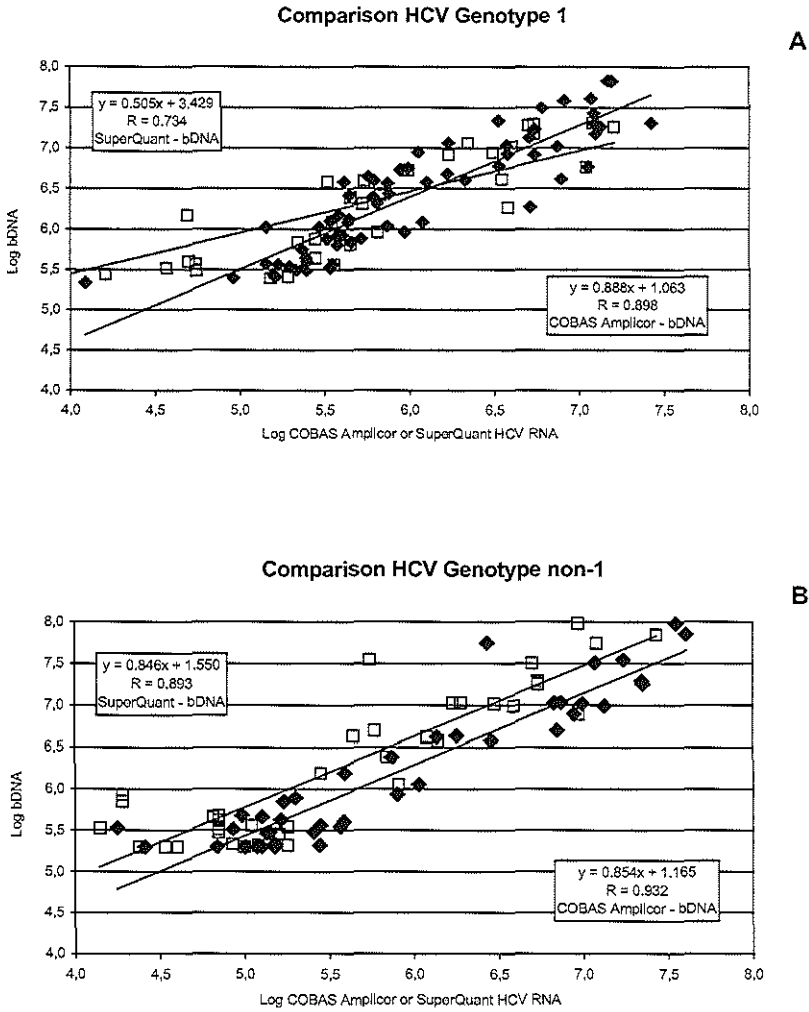 Comparison HCV Genotype 1
A
8,0
7,5
7,0
6,5
6,0
5,5
5,0
4,5
4,0
Log bDNA
y = 0.505x + 3.429
R = 0.734
SuperQuant - bDNA
y = 0.888x + 1.063
R = 0.898
COBAS Amplicor - bDNA
4,0 4,5 5,0 5,5 6,0 6,5 7,0 7,5 8,0
Log COBAS Amplicor or SuperQuant HCV RNA
Comparison HCV Genotype non-1
B
8,0
7,5
7,0
6,5
6,0
5,5
5,0
4,5
4,0
Log bDNA
y = 0.846x + 1.550
R = 0.893
SuperQuant - bDNA
y = 0.854x + 1.165
R = 0.932
COBAS Amplicor - bDNA
4,0 4,5 5,0 5,5 6,0 6,5 7,0 7,5 8,0
Log COBAS Amplicor or SuperQuant HCV RNA